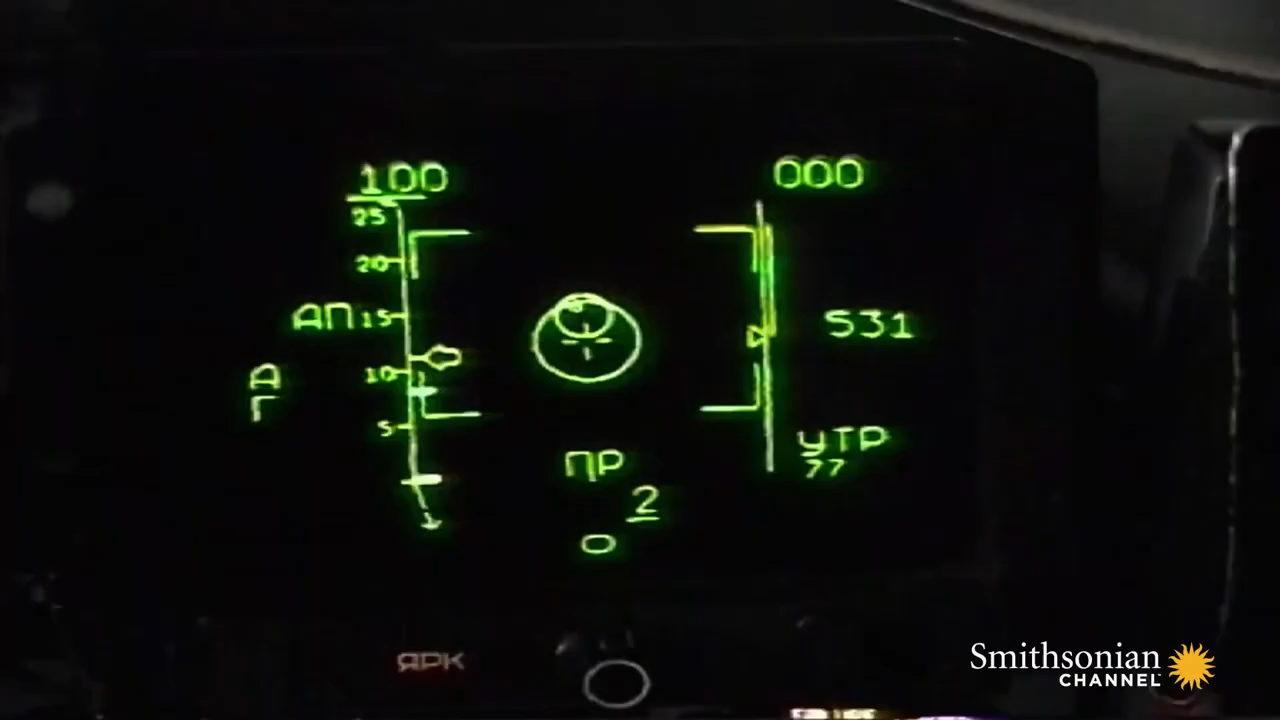 100
000
25
20
АП 15
531
10
А
Г
5
УТР
77
ПР
2
0
ЯРК
Smithsonian
CHANNEL